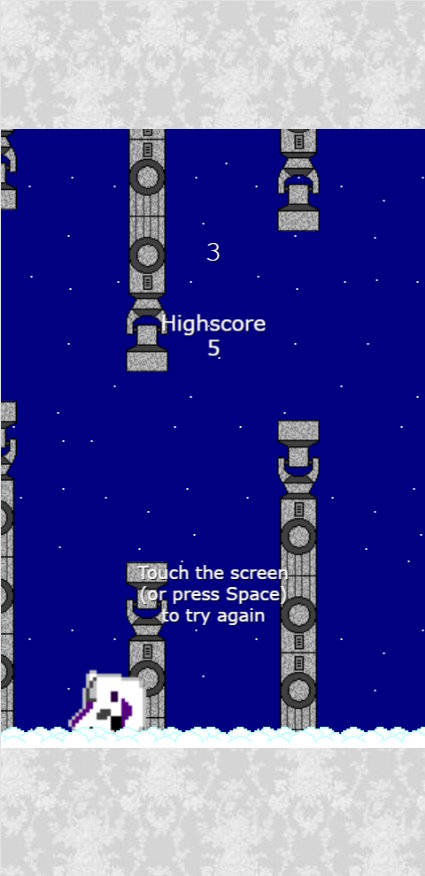 3
Highscore
5
Touch the screen
(or press Space)
to try again